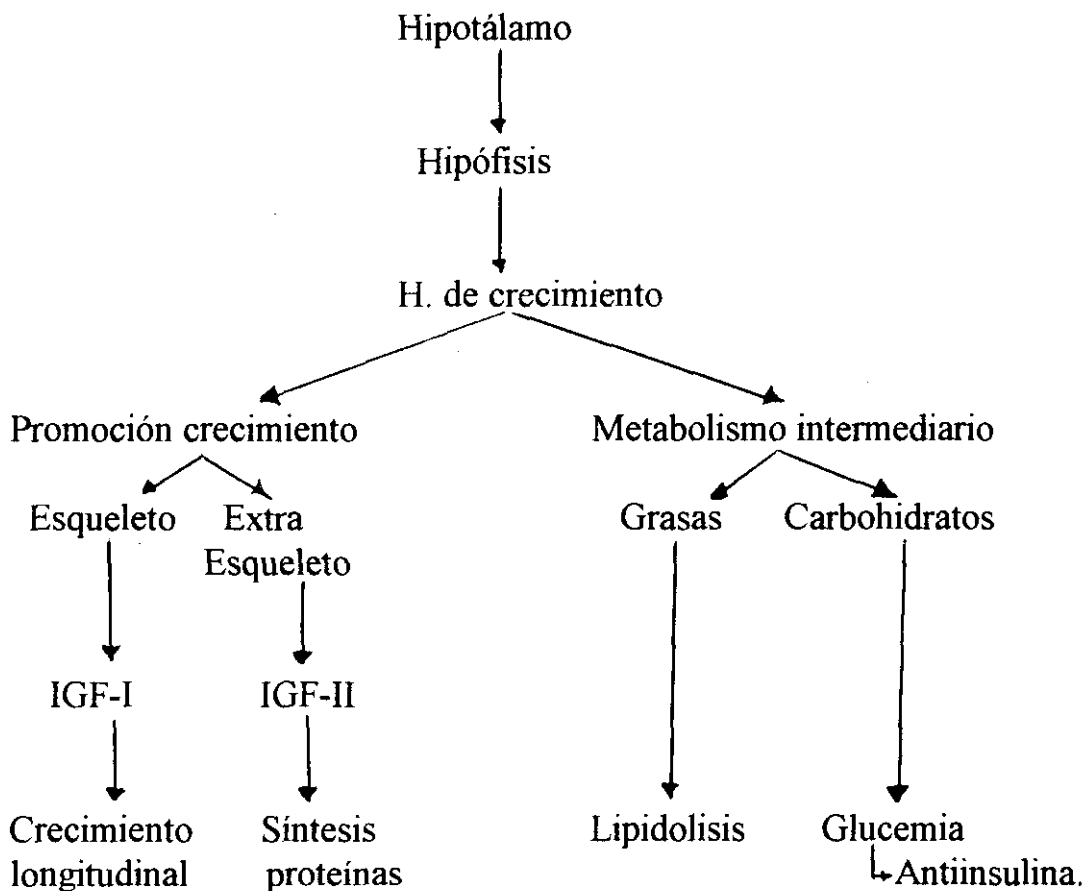 Hipotálamo
Hipófisis
H. de crecimiento
Promoción crecimiento
Metabolismo intermediario
Esqueleto
Extra
Esqueleto
Grasas
Carbohidratos
IGF-I
IGF-II
Crecimiento
longitudinal
Síntesis
proteínas
Lipidolisis
Glucemia
Antiinsulina.